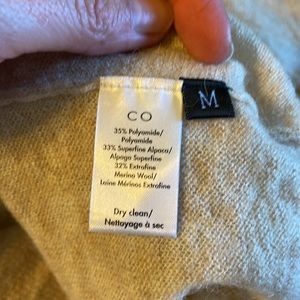 CO
M
35% Polyamide/
Polyamide
33% Superfine Alpaca/
Alpaga Superfine
32% Extrafine
Merino Wool/
Laine Mérinos Extrafine
Dry clean/
Nettoyage à sec